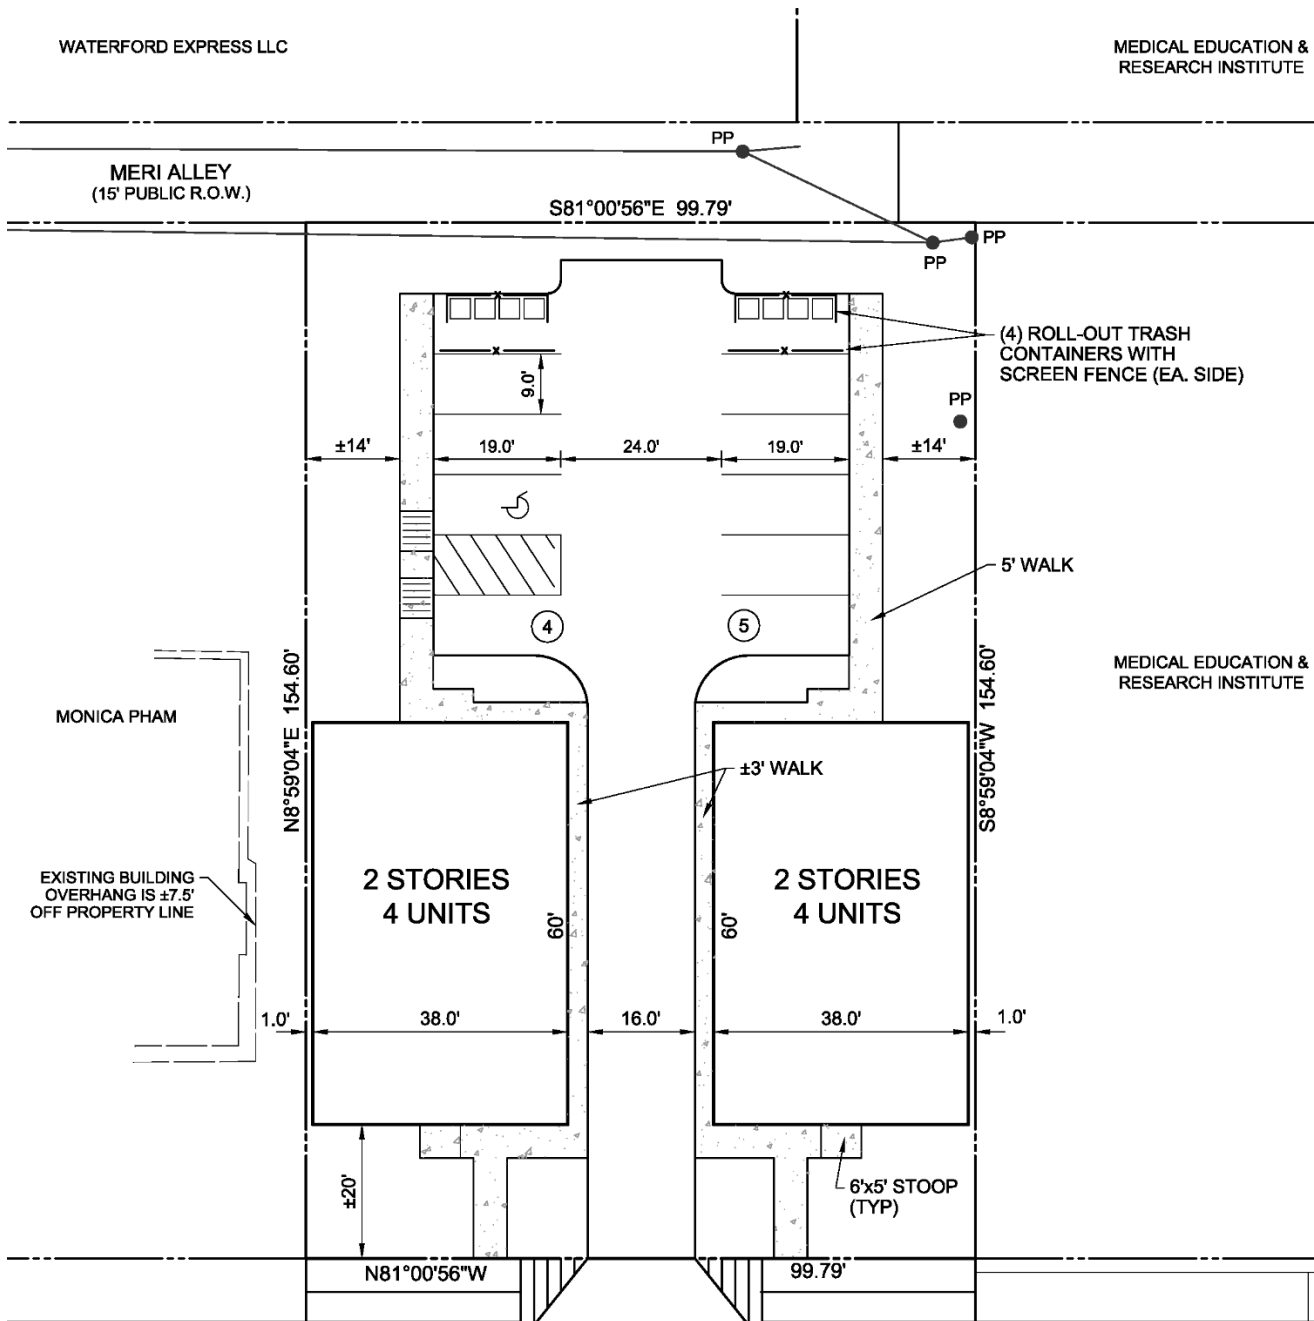 WATERFORD EXPRESS LLC
MEDICAL EDUCATION &
RESEARCH INSTITUTE
PP
MERI ALLEY
(15' PUBLIC R.O.W.)
S81°00'56"E 99.79'
PP
PP
x
x
(4) ROLL-OUT TRASH
CONTAINERS WITH
SCREEN FENCE (EA. SIDE)
x
x
9.0'
PP
±14'
19.0'
24.0'
19.0'
±14'
5' WALK
4
5
N8°59'04"E 154.60'
S8°59'04"W 154.60'
MEDICAL EDUCATION &
RESEARCH INSTITUTE
MONICA PHAM
±3' WALK
EXISTING BUILDING
OVERHANG IS ±7.5'
OFF PROPERTY LINE
2 STORIES
4 UNITS
60'
2 STORIES
4 UNITS
60'
1.0'
38.0'
16.0'
38.0'
1.0'
±20'
6'x5' STOOP
(TYP)
N81°00'56"W
99.79'